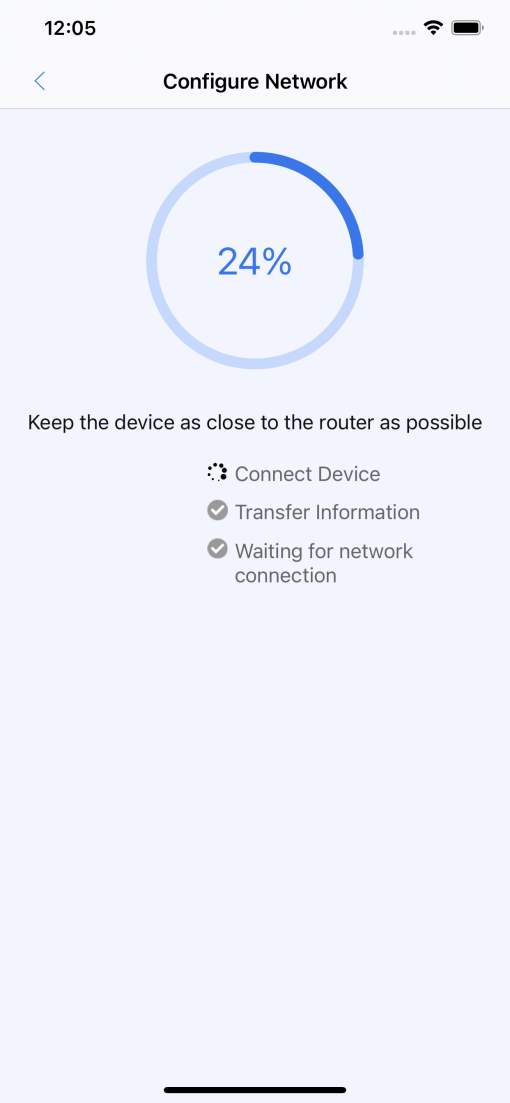 12:05
Configure Network
24%
Keep the device as close to the router as possible
Connect Device
Transfer Information
Waiting for network
connection